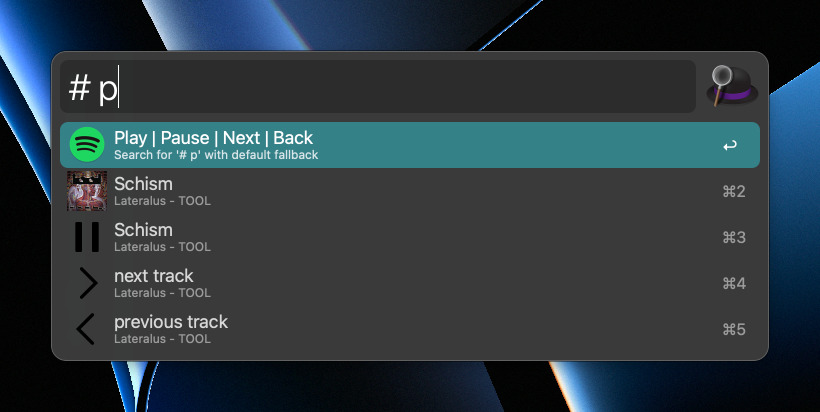 # p
Play | Pause | Next | Back
Search for '# p' with default fallback
Schism
Lateralus - TOOL
⌘2
Schism
Lateralus - TOOL
⌘3
next track
Lateralus - TOOL
⌘4
previous track
Lateralus - TOOL
⌘5